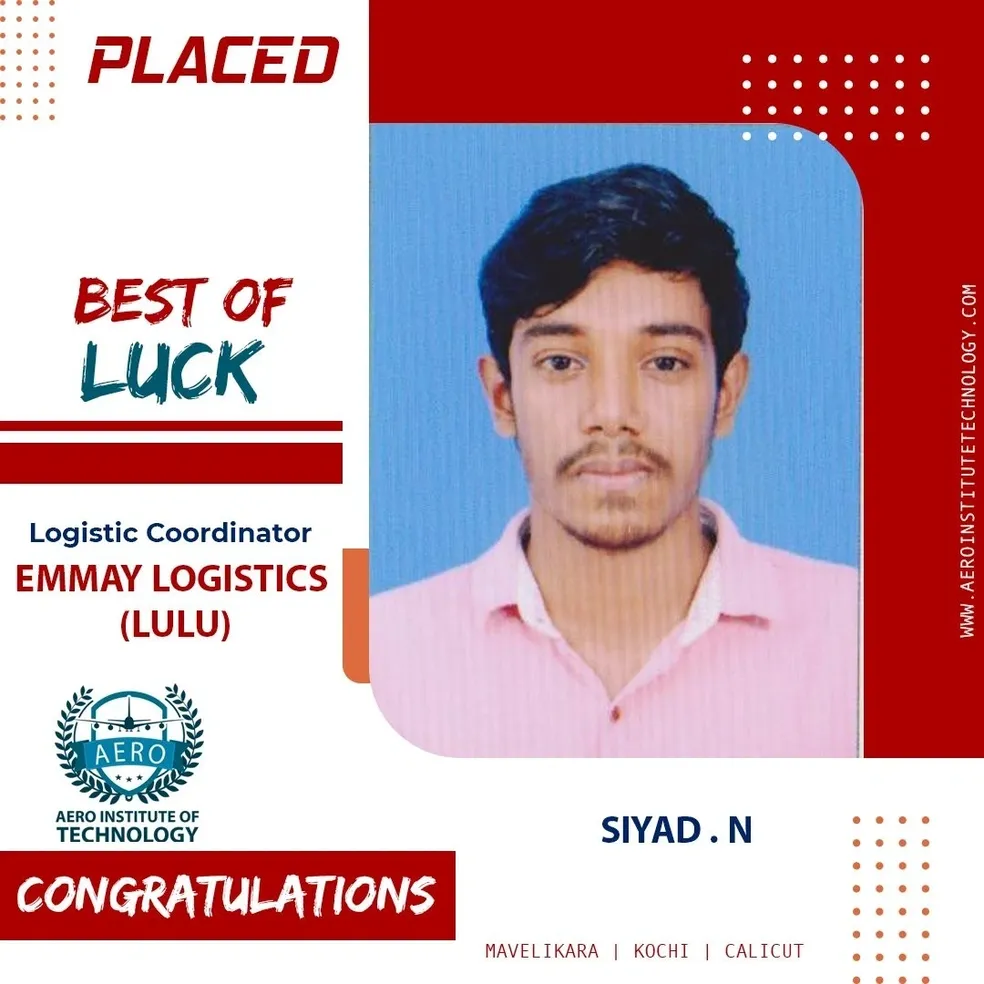 PLACED
BEST OF
LUCK
Logistic Coordinator
EMMAY LOGISTICS
(LULU)
AERO
AERO INSTITUTE OF
TECHNOLOGY
CONGRATULATIONS
SIYAD . N
MAVELIKARA | KOCHI | CALICUT
WWW.AEROINSTITUTETECHNOLOGY.COM